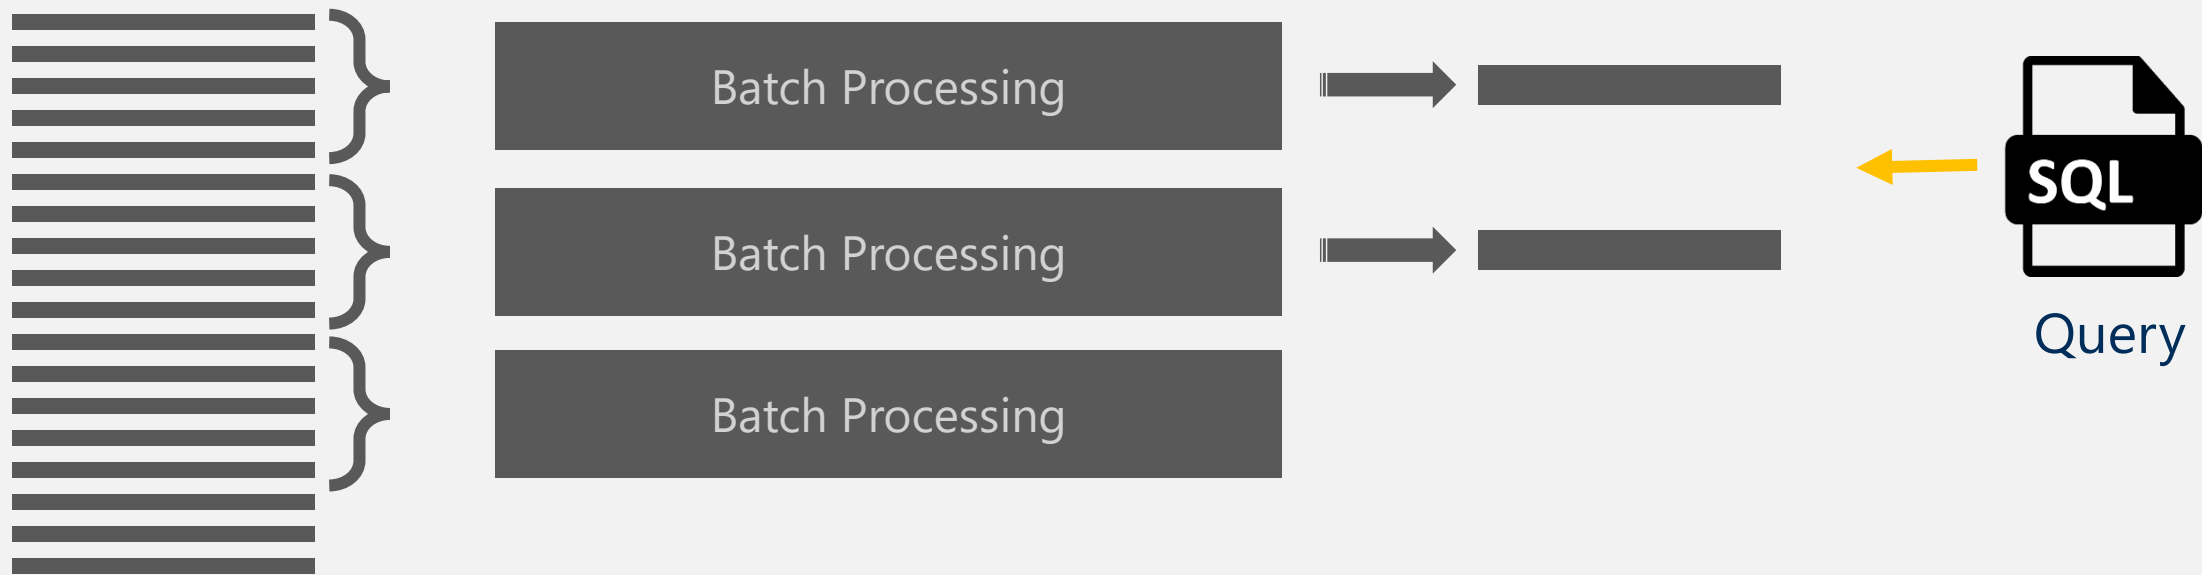 Batch Processing
Batch Processing
Batch Processing
SQL
Query